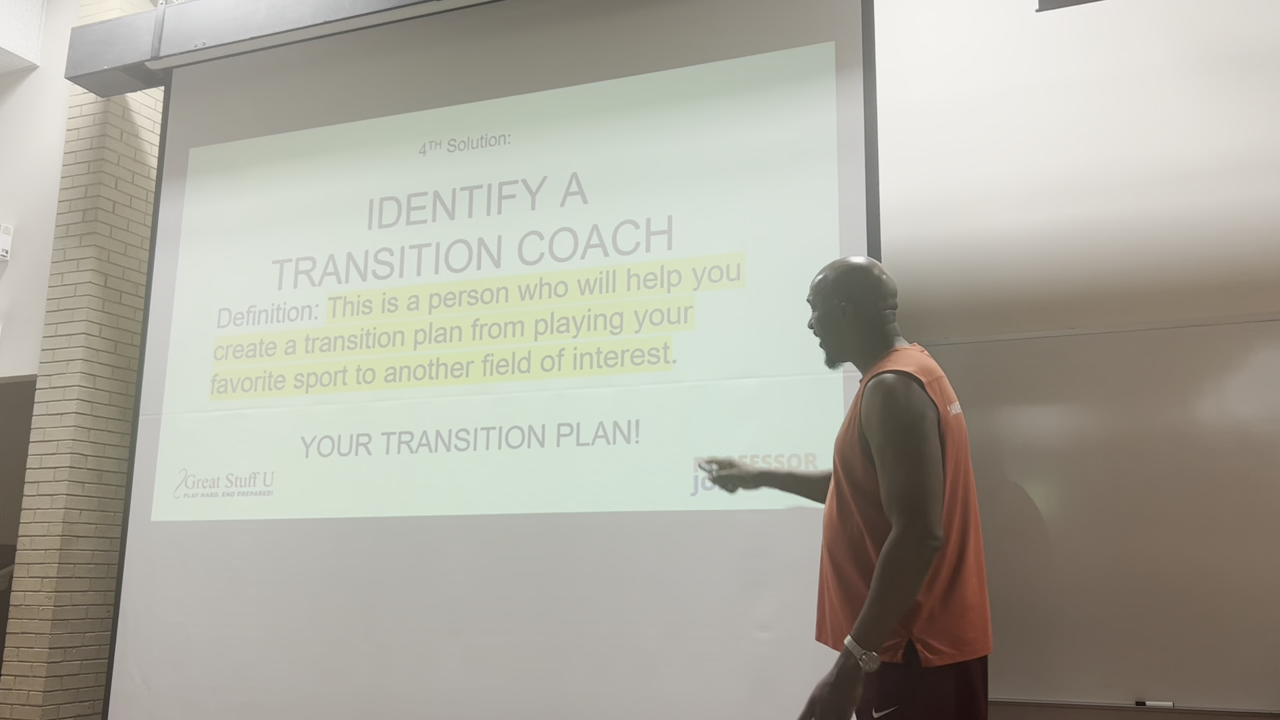 4TH Solution:
IDENTIFY A
TRANSITION COACH
Definition: This is a person who will help you
create a transition plan from playing your
favorite sport to another field of interest.
YOUR TRANSITION PLAN!
Great Stuff U
PLAY HARD. END PREPARED!